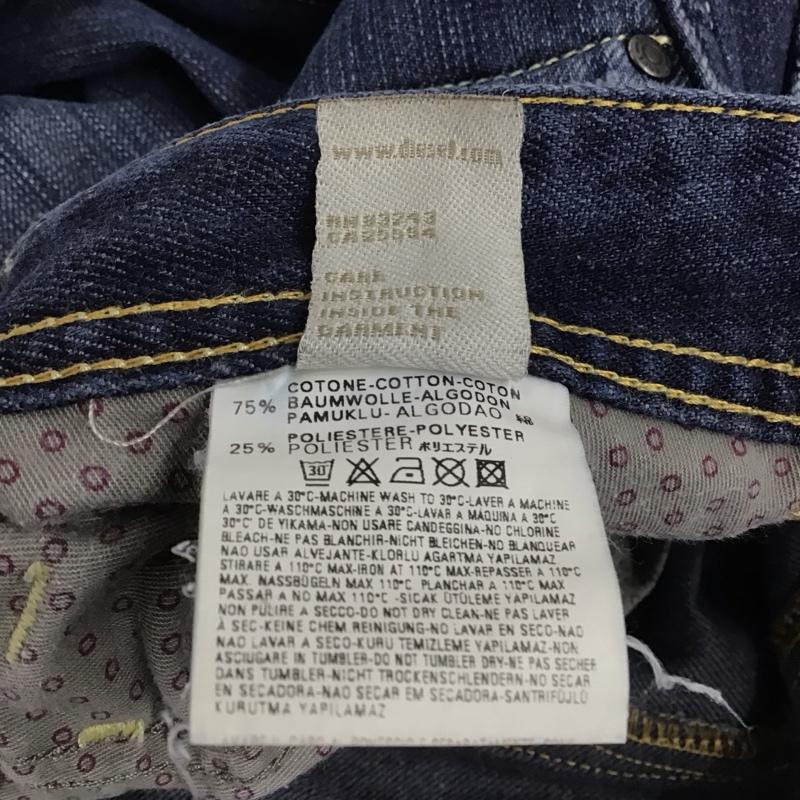 www.diesel.com
RN 93243
CA 25594
CARE
INSTRUCTION
INSIDE THE
GARMENT
COTONE-COTTON-COTON
75% BAUMWOLLE-ALGODON
PAMUKLU-ALGODAO 綿
POLIESTERE-POLYESTER
25% POLIESTER ポリエステル
30
LAVARE A 30°C-MACHINE WASH TO 30°C-LAVER A MACHINE
A 30°C-WASCHMASCHINE A 30°C-LAVAR A MAQUINA A 30°C
30°C' DE YIKAMA-NON USARE CANDEGGINA-NO CHLORINE
BLEACH-NE PAS BLANCHIR-NICHT BLEICHEN-NO BLANQUEAR
NAO USAR ALVEJANTE-KLORLU AGARTMA YAPILAMAZ
STIRARE A 110°C MAX-IRON AT 110°C MAX-REPASSER A 110°C
MAX. NASSBÜGELN MAX 110°C PLANCHAR A 110°C MAX
PASSAR A NO MAX 110°C -SICAK ÜTÜLEME YAPILAMAZ
NON PULIRE A SECCO-DO NOT DRY CLEAN-NE PAS LAVER
À SEC-KEINE CHEM.REINIGUNG-NO LAVAR EN SECO-NAO
NAO LAVAR A SECO-KURU TEMIZLEME YAPILAMAZ-NON
ASCIUGARE IN TUMBLER-DO NOT TUMBLER DRY-NE PAS SECHER
DANS TUMBLER-NICHT TROCKENSCHLENDERN-NO SECAR
EN SECADORA-NAO SECAR EM SECADORA-SANTRIFÜJLÜ
KURUTMA YAPILAMAZ